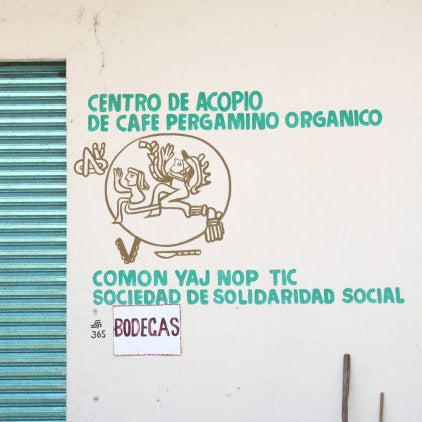 CENTRO DE ACOPIO
DE CAFE PERGAMINO ORGANICO
COMON YAJ NOP TIC
SOCIEDAD DE SOLIDARIDAD SOCIAL
365
BODEGAS